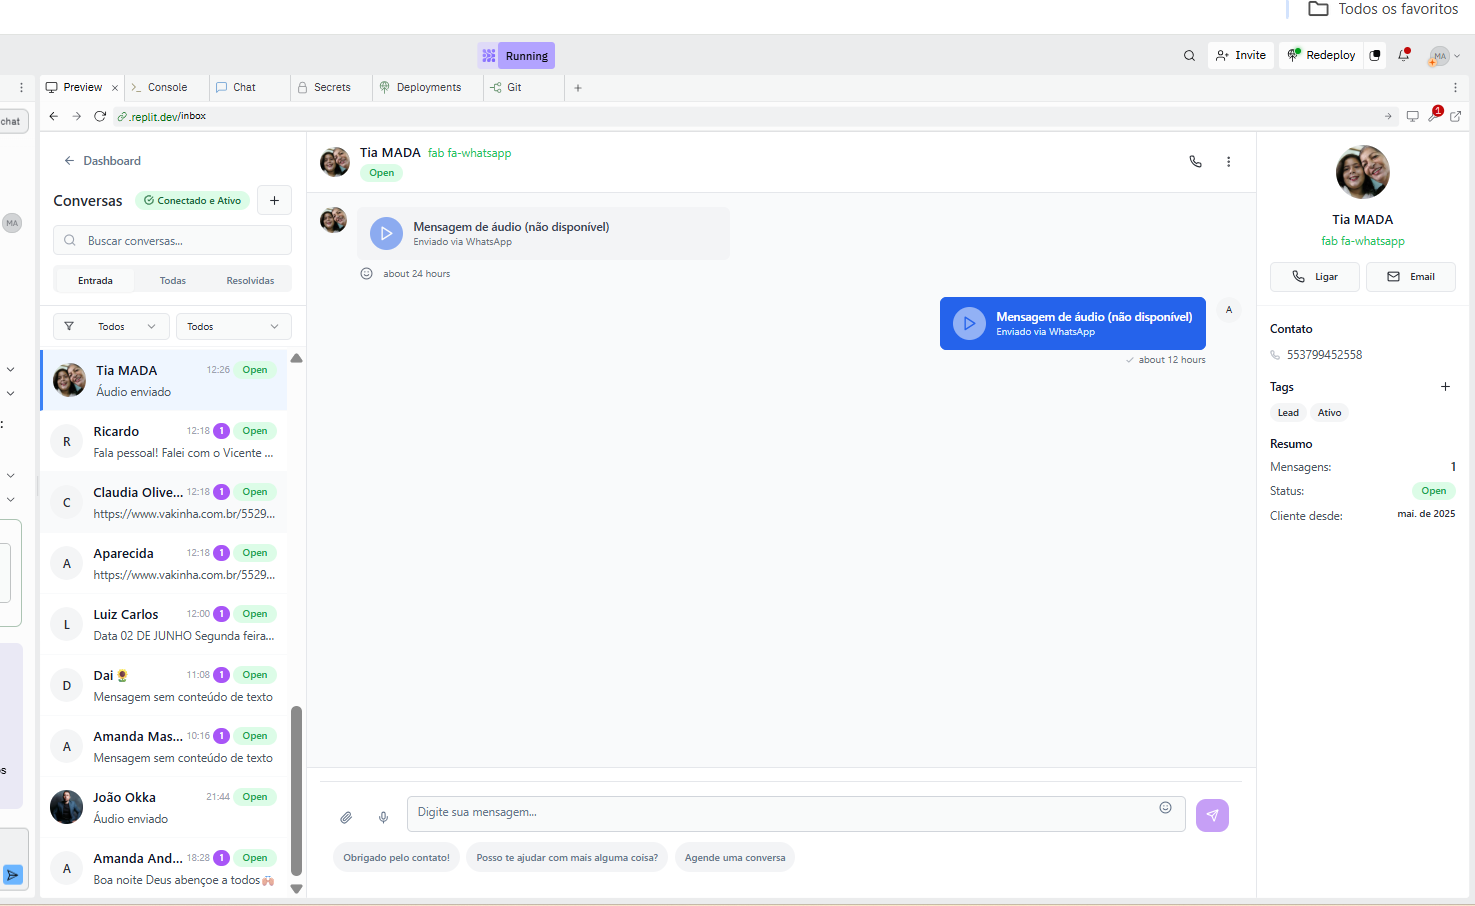 Todos os favoritos
Running
Invite
Redeploy
MA
Preview
Console
Chat
Secrets
Deployments
Git
chat
.replit.dev/inbox
1
Dashboard
Conversas
Conectado e Ativo
MA
Buscar conversas...
Entrada Todas Resolvidas
Todos Todos
Tia MADA 12:26 Open
Áudio enviado
R Ricardo 12:18 1 Open
Fala pessoal! Falei com o Vicente ...
C Claudia Olive... 12:18 1 Open
https://www.vakinha.com.br/5529...
A Aparecida 12:18 1 Open
https://www.vakinha.com.br/5529...
L Luiz Carlos 12:00 1 Open
Data 02 DE JUNHO Segunda feira...
D Dai🌻 11:08 1 Open
Mensagem sem conteúdo de texto
A Amanda Mas... 10:16 1 Open
Mensagem sem conteúdo de texto
João Okka 21:44 Open
Áudio enviado
A Amanda And... 18:28 1 Open
Boa noite Deus abençoe a todos🙏🏼
Tia MADA fab fa-whatsapp
Open
Mensagem de áudio (não disponível)
Enviado via WhatsApp
about 24 hours
Mensagem de áudio (não disponível)
Enviado via WhatsApp
A
about 12 hours
Digite sua mensagem...
Obrigado pelo contato! Posso te ajudar com mais alguma coisa? Agende uma conversa
Tia MADA
fab fa-whatsapp
Ligar Email
Contato
553799452558
Tags
Lead Ativo
Resumo
Mensagens: 1
Status: Open
Cliente desde: mai. de 2025